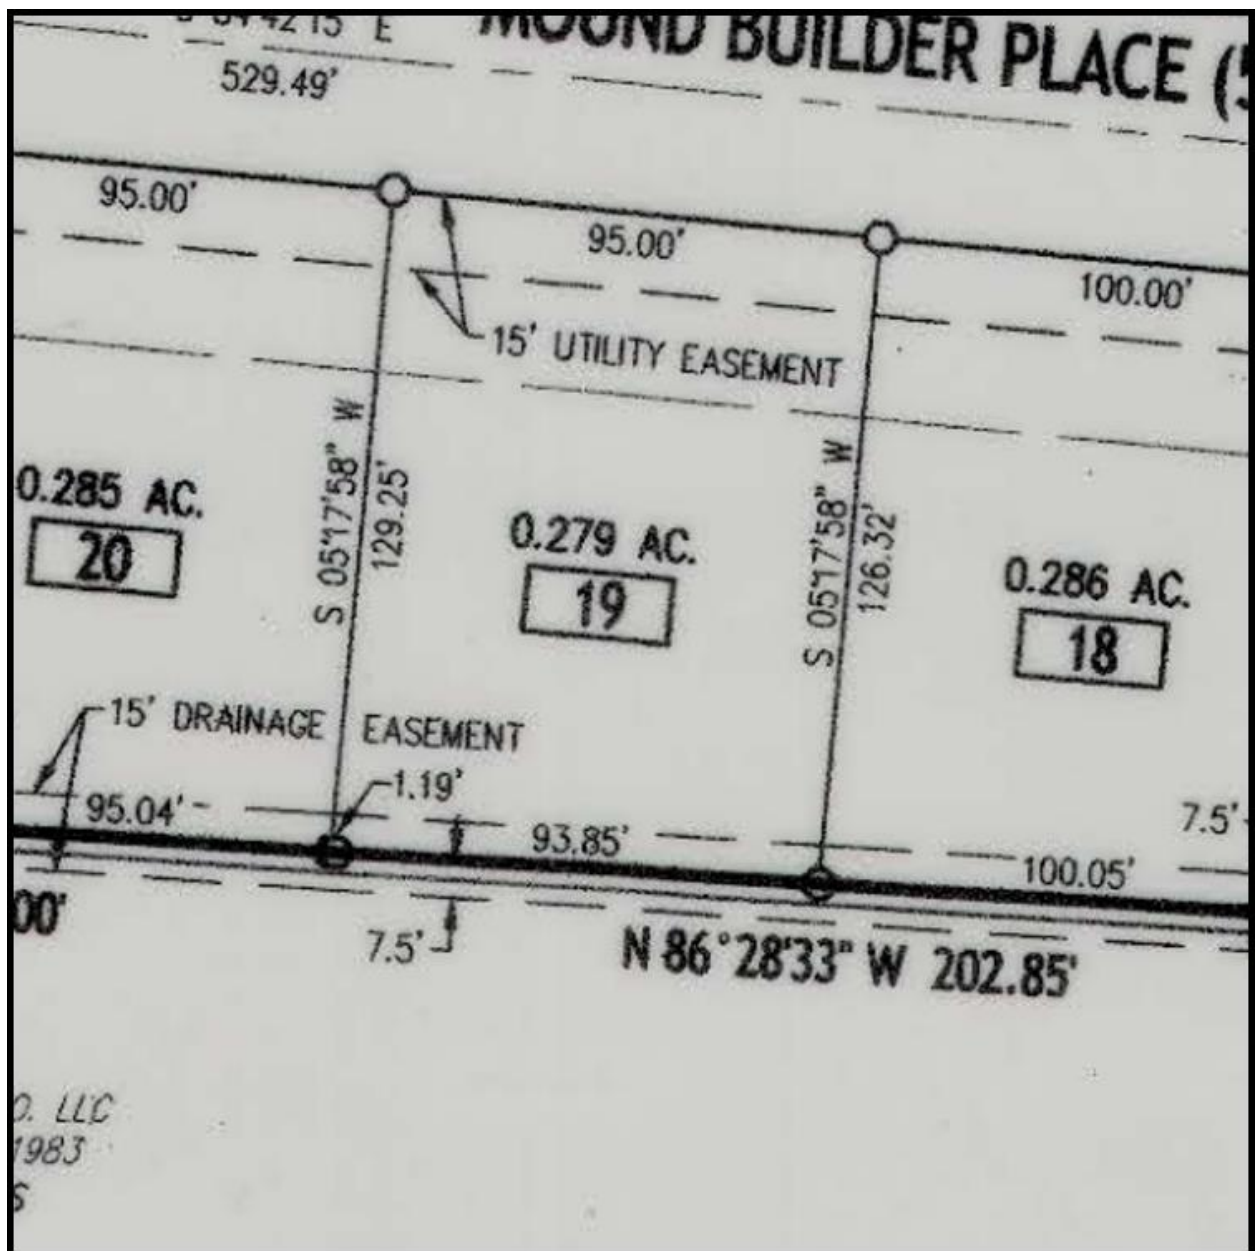 42'15" E
MOUND BUILDER PLACE
529.49'
95.00'
95.00'
100.00'
15' UTILITY EASEMENT
S 05°17'58" W
129.25'
S 05°17'58" W
126.32'
0.285 AC.
20
0.279 AC.
19
0.286 AC.
18
15' DRAINAGE EASEMENT
1.19'
95.04'
93.85'
7.5'
100.05'
00'
7.5'
N 86°28'33" W 202.85'
LLC
1983
S